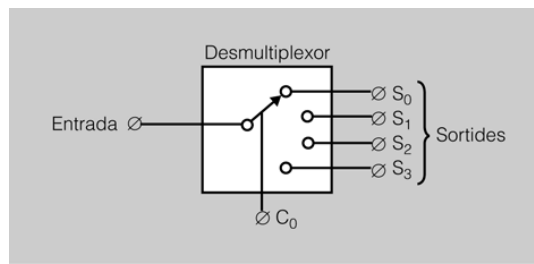 Desmultiplexor
Entrada
S₀
S₁
S₂
S₃
Sortides
C₀